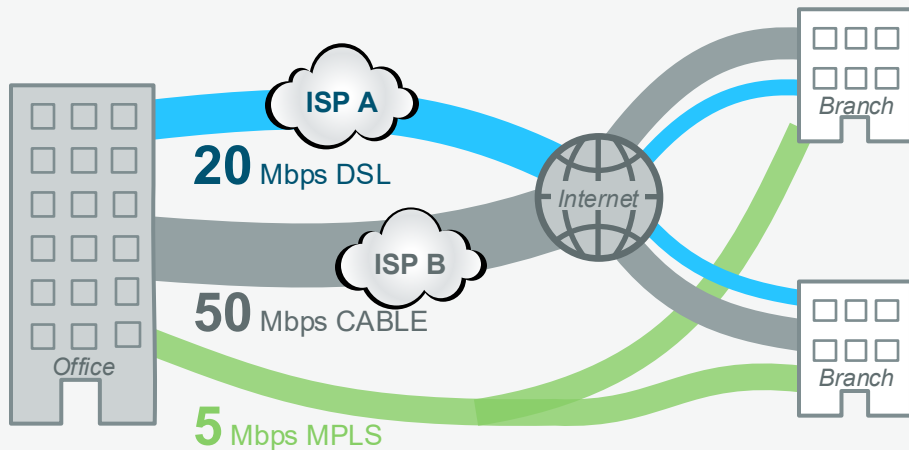 Branch
ISP A
20 Mbps DSL
Internet
ISP B
50 Mbps CABLE
Office
Branch
5 Mbps MPLS